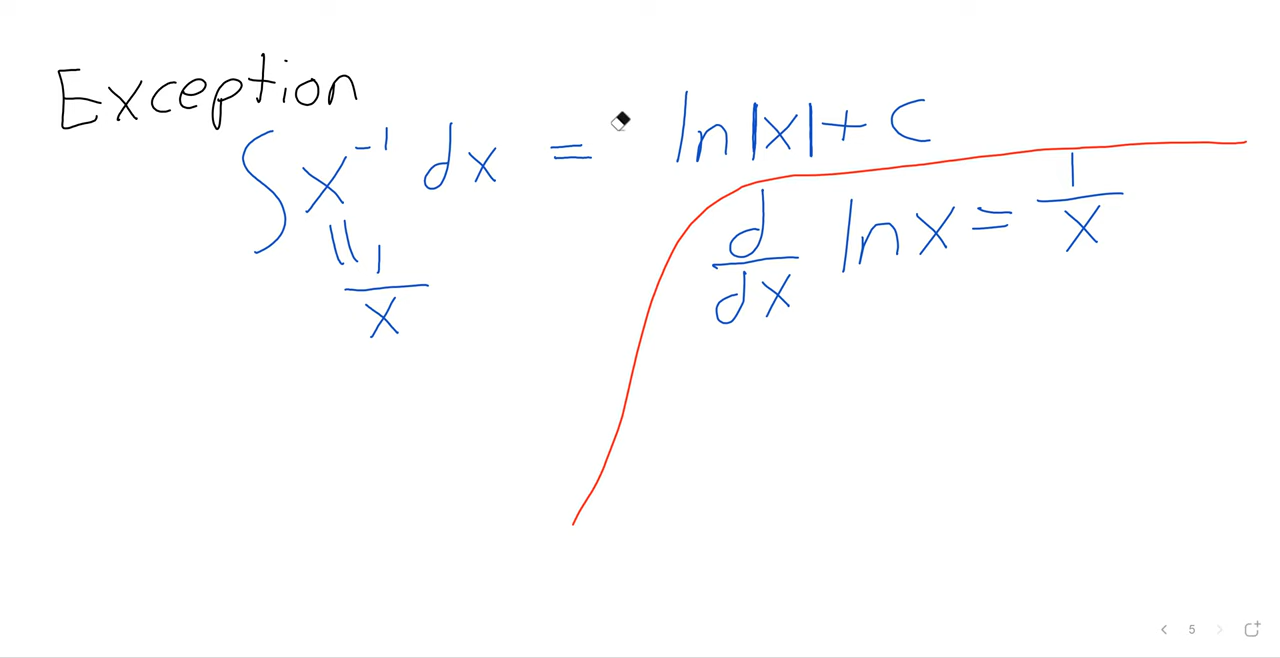 Exception
∫ x⁻¹ dx = ln|x| + C
|| 1/x
d/dx ln x = 1/x
5